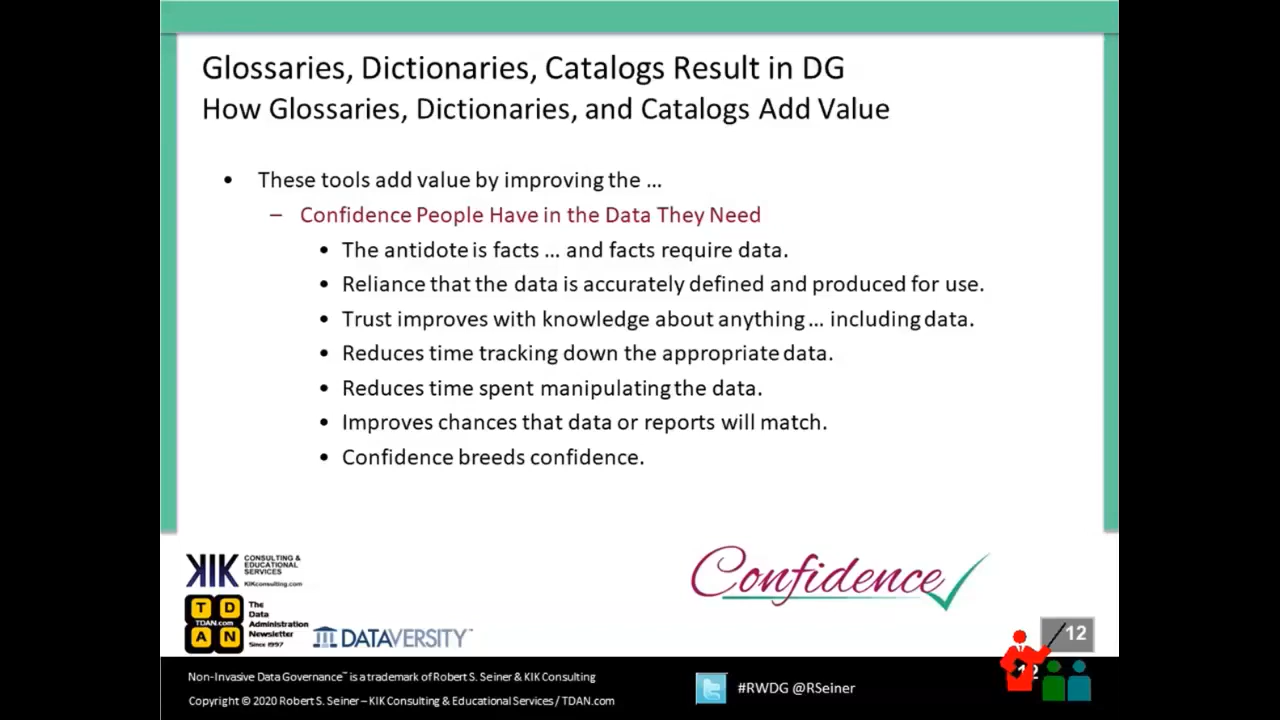 Glossaries, Dictionaries, Catalogs Result in DG
How Glossaries, Dictionaries, and Catalogs Add Value
• These tools add value by improving the ...
– Confidence People Have in the Data They Need
• The antidote is facts ... and facts require data.
• Reliance that the data is accurately defined and produced for use.
• Trust improves with knowledge about anything ... including data.
• Reduces time tracking down the appropriate data.
• Reduces time spent manipulating the data.
• Improves chances that data or reports will match.
• Confidence breeds confidence.
Confidence
KIK CONSULTING &
EDUCATIONAL
SERVICES
KIKconsulting.com
T D
TDAN.com
A N
The
Data
Administration
Newsletter
Since 1997
DATAVERSITY™
12
12
Non-Invasive Data Governance™ is a trademark of Robert S. Seiner & KIK Consulting
Copyright © 2020 Robert S. Seiner – KIK Consulting & Educational Services / TDAN.com
#RWDG @RSeiner